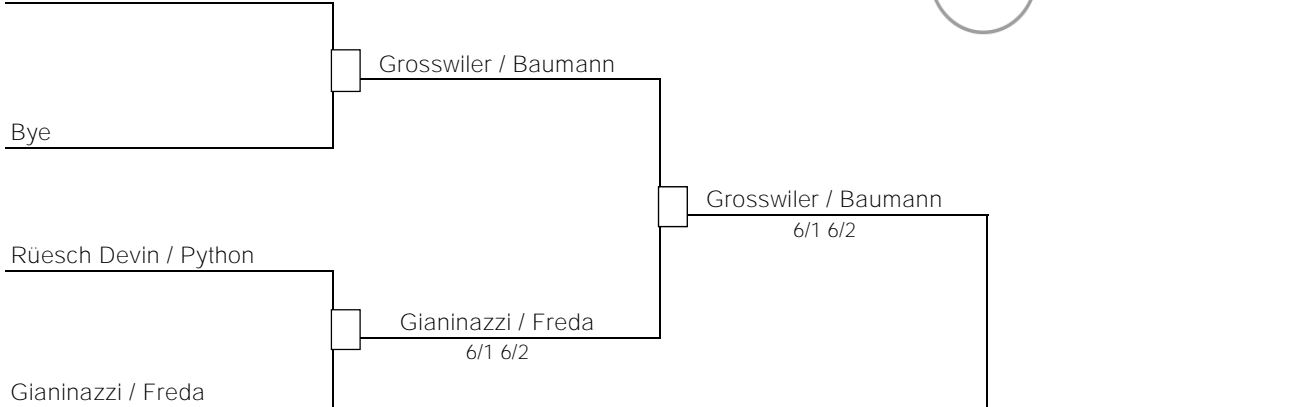 Grosswiler / Baumann
Bye
Grosswiler / Baumann
6/1 6/2
Rüesch Devin / Python
Gianinazzi / Freda
6/1 6/2
Gianinazzi / Freda